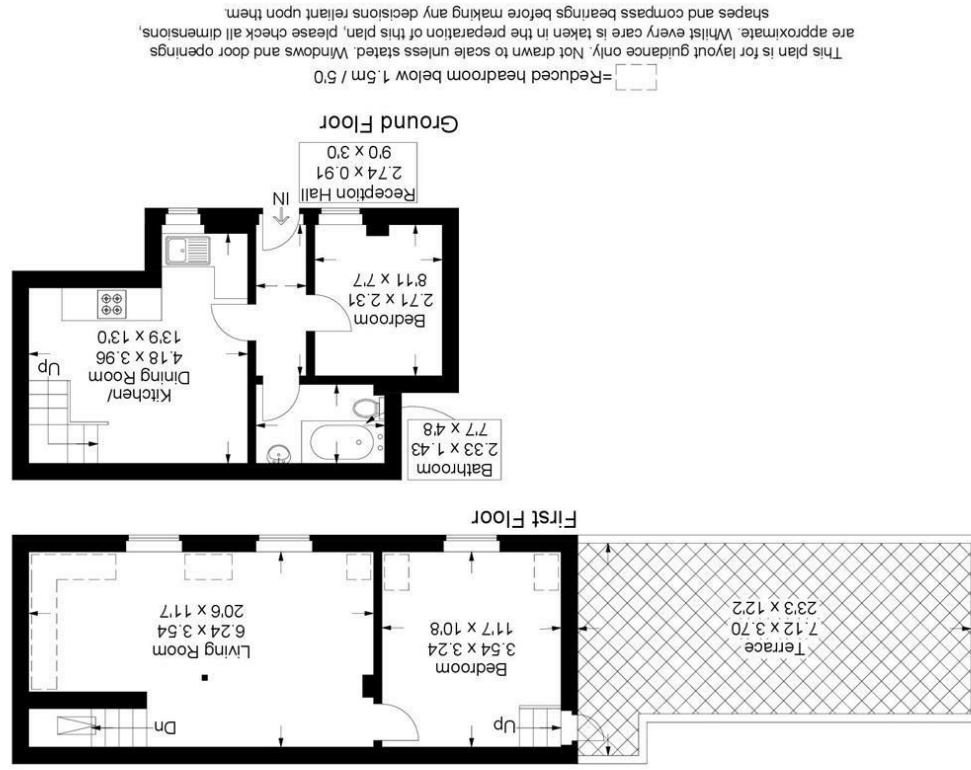 Terrace
7.12 x 3.70
23'3 x 12'2
Up
Bedroom
3.54 x 3.24
11'7 x 10'8
Dn
Living Room
6.24 x 3.54
20'6 x 11'7
First Floor
Bathroom
2.33 x 1.43
7'7 x 4'8
Bedroom
2.71 x 2.31
8'11 x 7'7
Kitchen/
Dining Room
4.18 x 3.96
13'9 x 13'0
Up
IN
Reception Hall
2.74 x 0.91
9'0 x 3'0
Ground Floor
=Reduced headroom below 1.5m / 5'0
This plan is for layout guidance only. Not drawn to scale unless stated. Windows and door openings
are approximate. Whilst every care is taken in the preparation of this plan, please check all dimensions,
shapes and compass bearings before making any decisions reliant upon them.